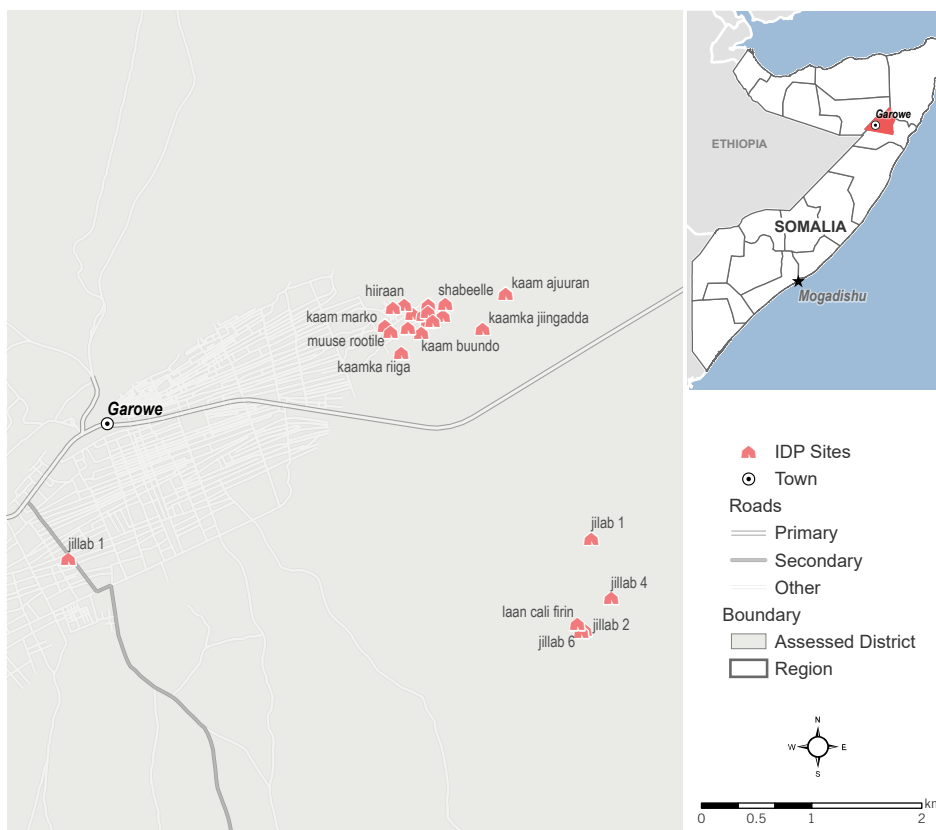 hiiraan
shabeelle
kaam ajuuran
kaam marko
kaamka jiingadda
muuse rootile
kaam buundo
kaamka riiga
Garowe
jillab 1
jilab 1
jillab 4
laan cali firin
jillab 2
jillab 6
Garowe
ETHIOPIA
SOMALIA
Mogadishu
IDP Sites
Town
Roads
Primary
Secondary
Other
Boundary
Assessed District
Region
N
W E
S
km
0 0.5 1 2